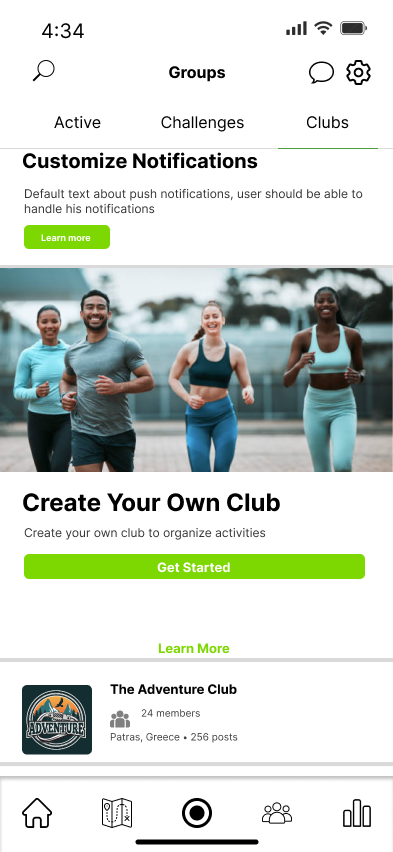 4:34
Groups
Active Challenges Clubs
Customize Notifications
Default text about push notifications, user should be able to
handle his notifications
Learn more
Create Your Own Club
Create your own club to organize activities
Get Started
Learn More
The Adventure Club
ADVENTURE
24 members
Patras, Greece • 256 posts